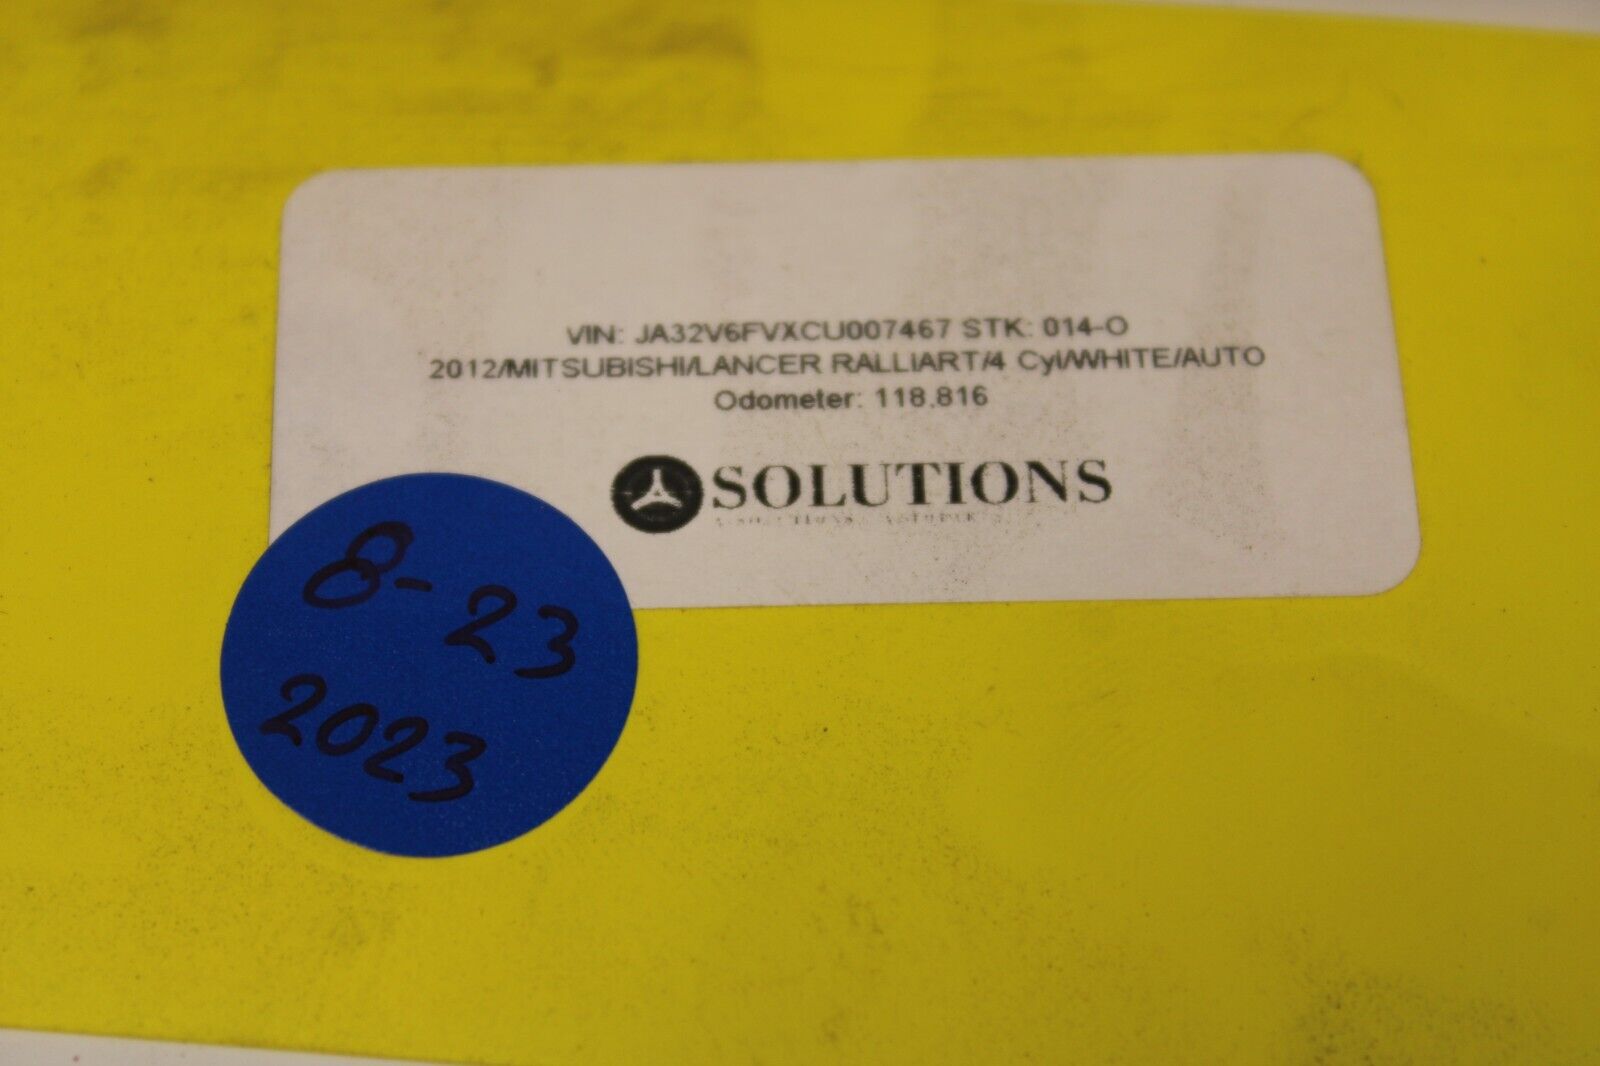 VIN: JA32V6FVXCU007467 STK: 014-O
2012/MITSUBISHI/LANCER RALLIART/4 Cyl/WHITE/AUTO
Odometer: 118,816
SOLUTIONS
8-23
2023